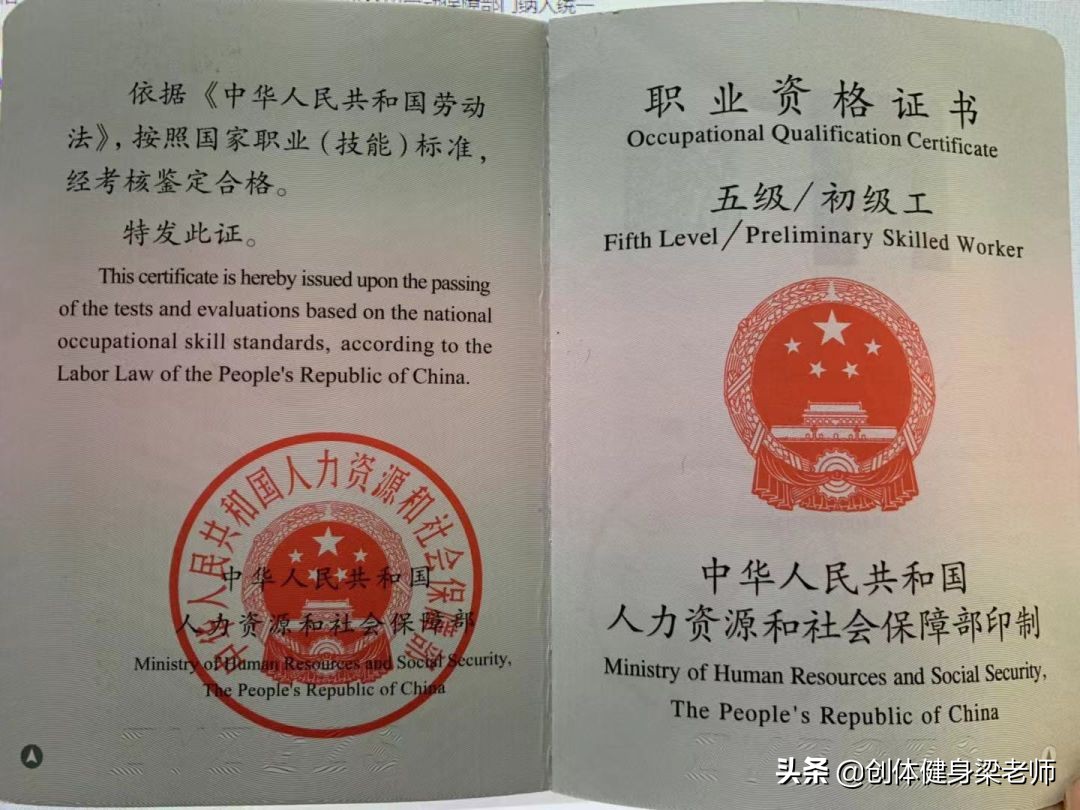 障部门纳入统一
依据《中华人民共和国劳动
法》，按照国家职业（技能）标准，
经考核鉴定合格。
特发此证。
This certificate is hereby issued upon the passing
of the tests and evaluations based on the national
occupational skill standards, according to the
Labor Law of the People's Republic of China.
中华人民共和国人力资源和社会保障部
中华人民共和国
人力资源和社会保障部
Ministry of Human Resources and Social Security,
The People's Republic of China
职业资格证书
Occupational Qualification Certificate
五级/初级工
Fifth Level/Preliminary Skilled Worker
中华人民共和国
人力资源和社会保障部印制
Ministry of Human Resources and Social Security,
The People's Republic of China
头条 @创体健身梁老师